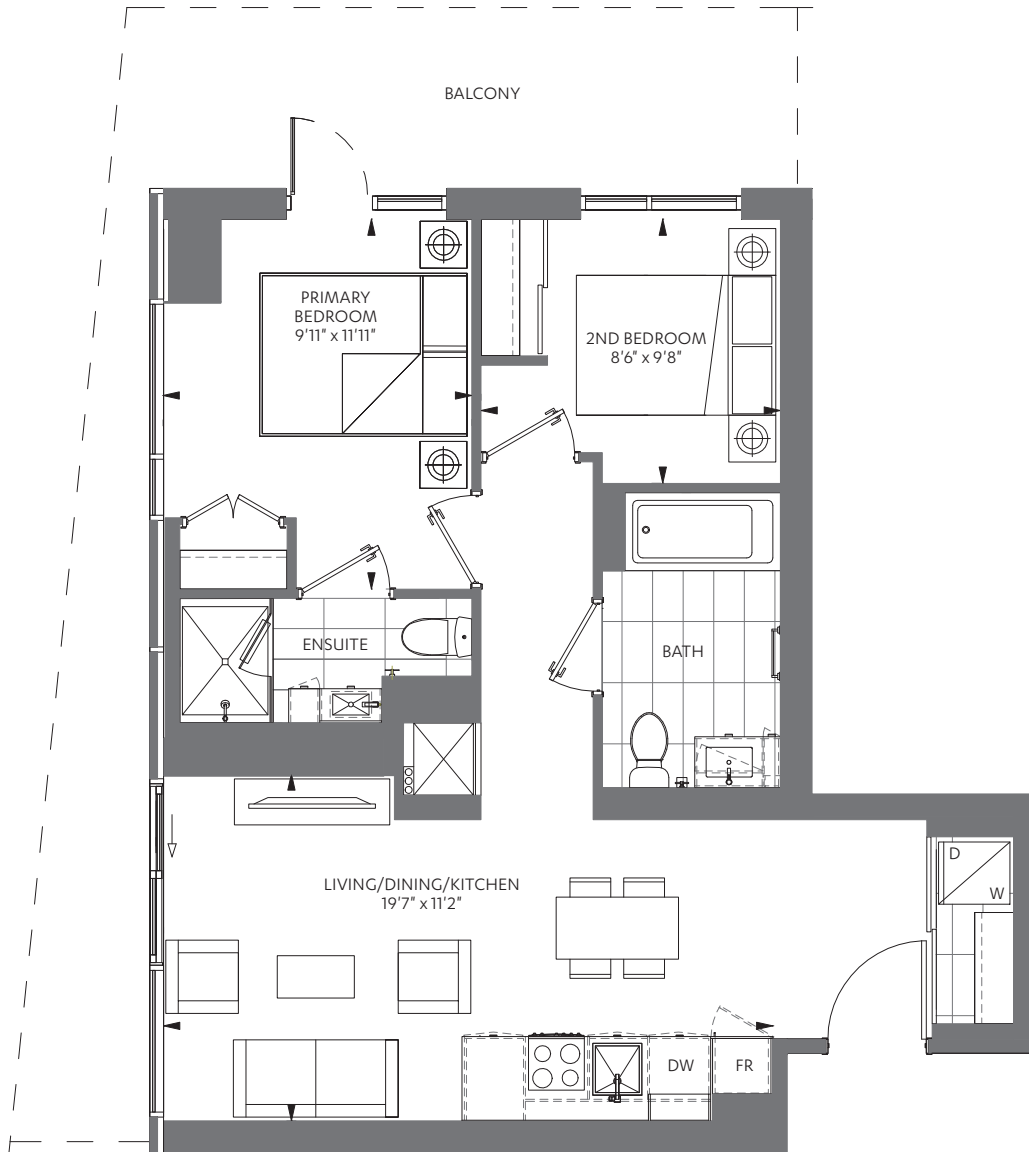 BALCONY
PRIMARY
BEDROOM
9'11" x 11'11"
2ND BEDROOM
8'6" x 9'8"
ENSUITE
BATH
LIVING/DINING/KITCHEN
19'7" x 11'2"
D
W
DW
FR